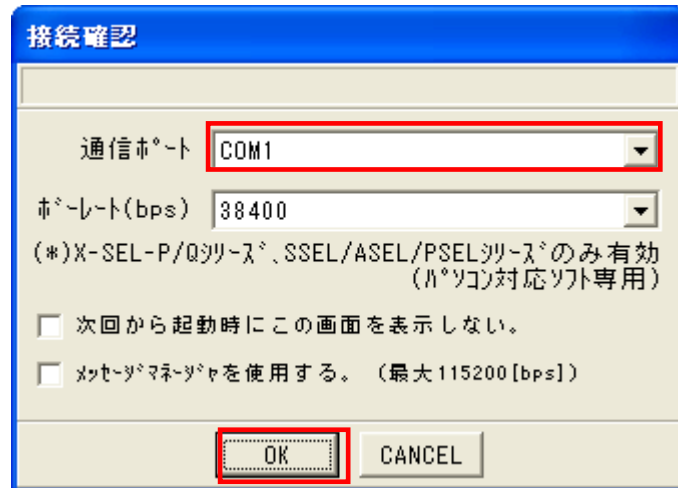 接続確認
通信ﾎﾟｰﾄ COM1
ﾎﾞｰﾚｰﾄ(bps) 38400
(*)X-SEL-P/Qｼﾘｰｽﾞ、SSEL/ASEL/PSELｼﾘｰｽﾞのみ有効
(ﾊﾟｿｺﾝ対応ｿﾌﾄ専用)
次回から起動時にこの画面を表示しない。
ﾒｯｾｰｼﾞﾏﾈｰｼﾞｬを使用する。 (最大115200[bps])
OK CANCEL